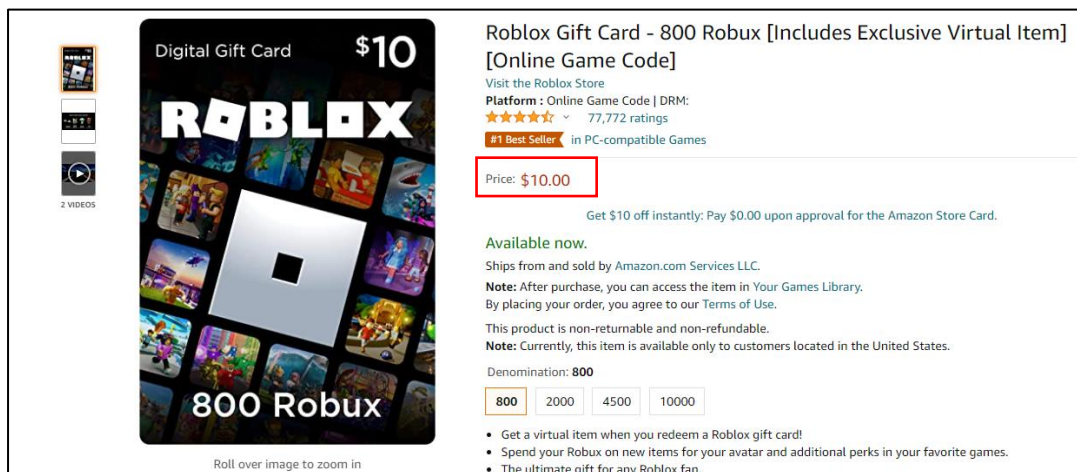 Digital Gift Card $10
ROBLOX
800 Robux
Roll over image to zoom in
2 VIDEOS
Roblox Gift Card - 800 Robux [Includes Exclusive Virtual Item]
[Online Game Code]
Visit the Roblox Store
Platform : Online Game Code | DRM:
77,772 ratings
#1 Best Seller in PC-compatible Games
Price: $10.00
Get $10 off instantly: Pay $0.00 upon approval for the Amazon Store Card.
Available now.
Ships from and sold by Amazon.com Services LLC.
Note: After purchase, you can access the item in Your Games Library.
By placing your order, you agree to our Terms of Use.
This product is non-returnable and non-refundable.
Note: Currently, this item is available only to customers located in the United States.
Denomination: 800
800 2000 4500 10000
• Get a virtual item when you redeem a Roblox gift card!
• Spend your Robux on new items for your avatar and additional perks in your favorite games.
• The ultimate gift for any Roblox fan.